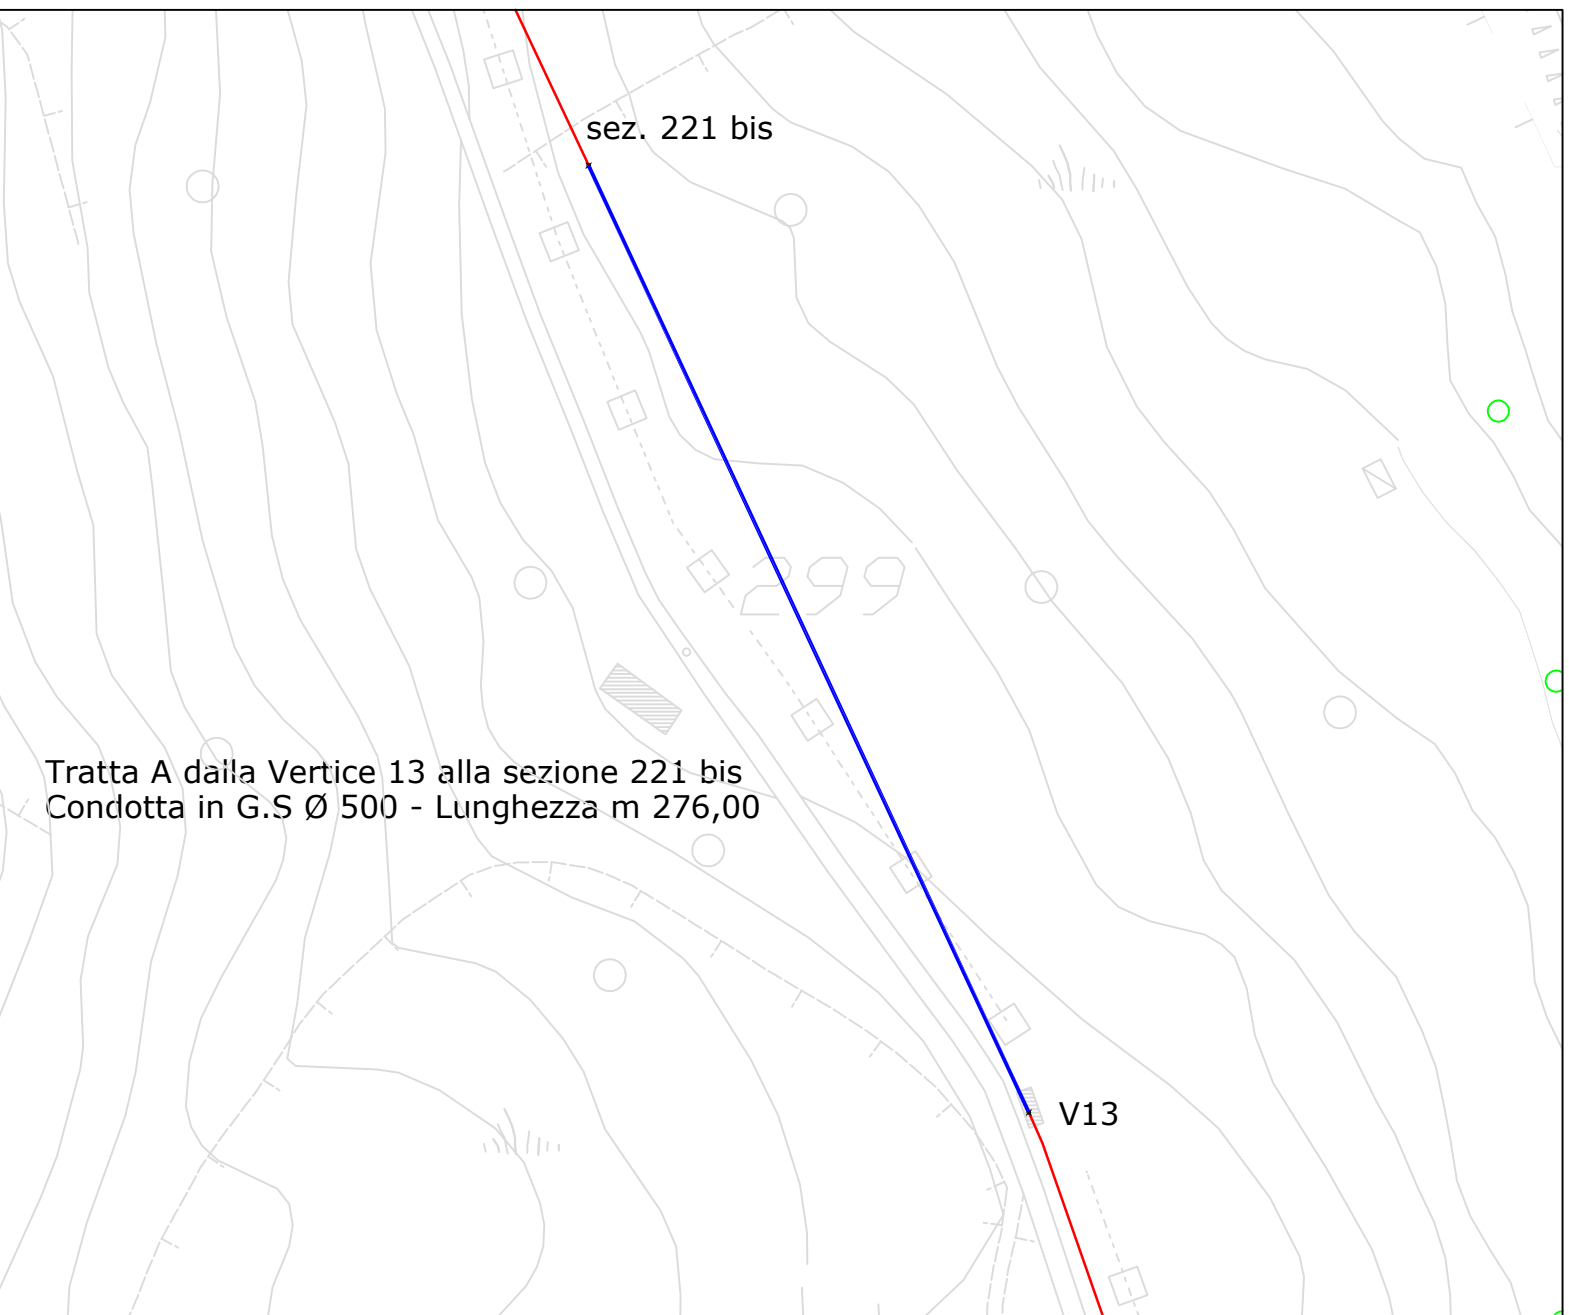 sez. 221 bis
299
Tratta A dalla Vertice 13 alla sezione 221 bis
Condotta in G.S Ø 500 - Lunghezza m 276,00
V13